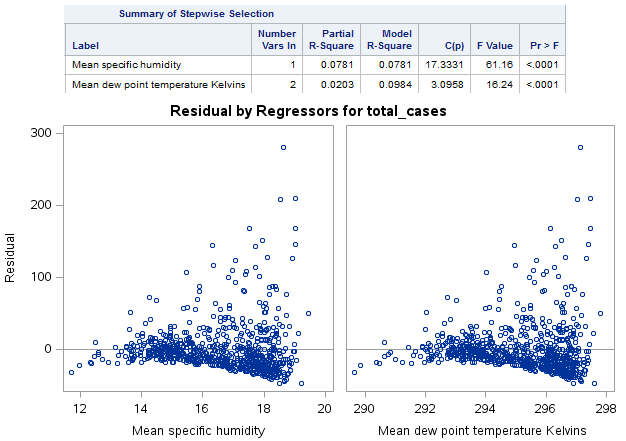 Summary of Stepwise Selection
Label Number Vars In Partial R-Square Model R-Square C(p) F Value Pr > F
Mean specific humidity 1 0.0781 0.0781 17.3331 61.16 <.0001
Mean dew point temperature Kelvins 2 0.0203 0.0984 3.0958 16.24 <.0001
Residual by Regressors for total_cases
300
200
100
0
Residual
12 14 16 18 20
Mean specific humidity
290 292 294 296 298
Mean dew point temperature Kelvins